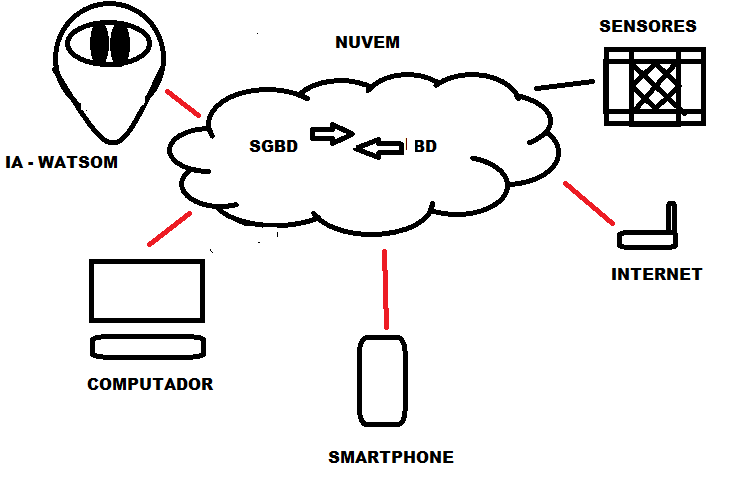 SENSORES
NUVEM
SGBD
BD
IA - WATSOM
INTERNET
COMPUTADOR
SMARTPHONE